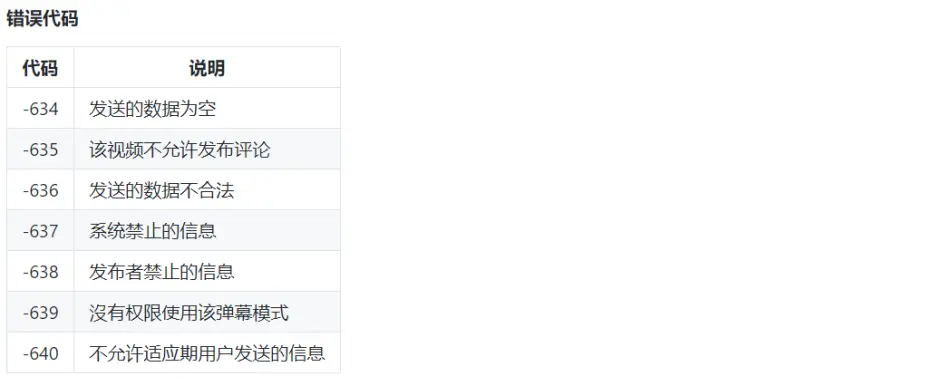 错误代码
代码 说明
-634 发送的数据为空
-635 该视频不允许发布评论
-636 发送的数据不合法
-637 系统禁止的信息
-638 发布者禁止的信息
-639 沒有权限使用该弹幕模式
-640 不允许适应期用户发送的信息